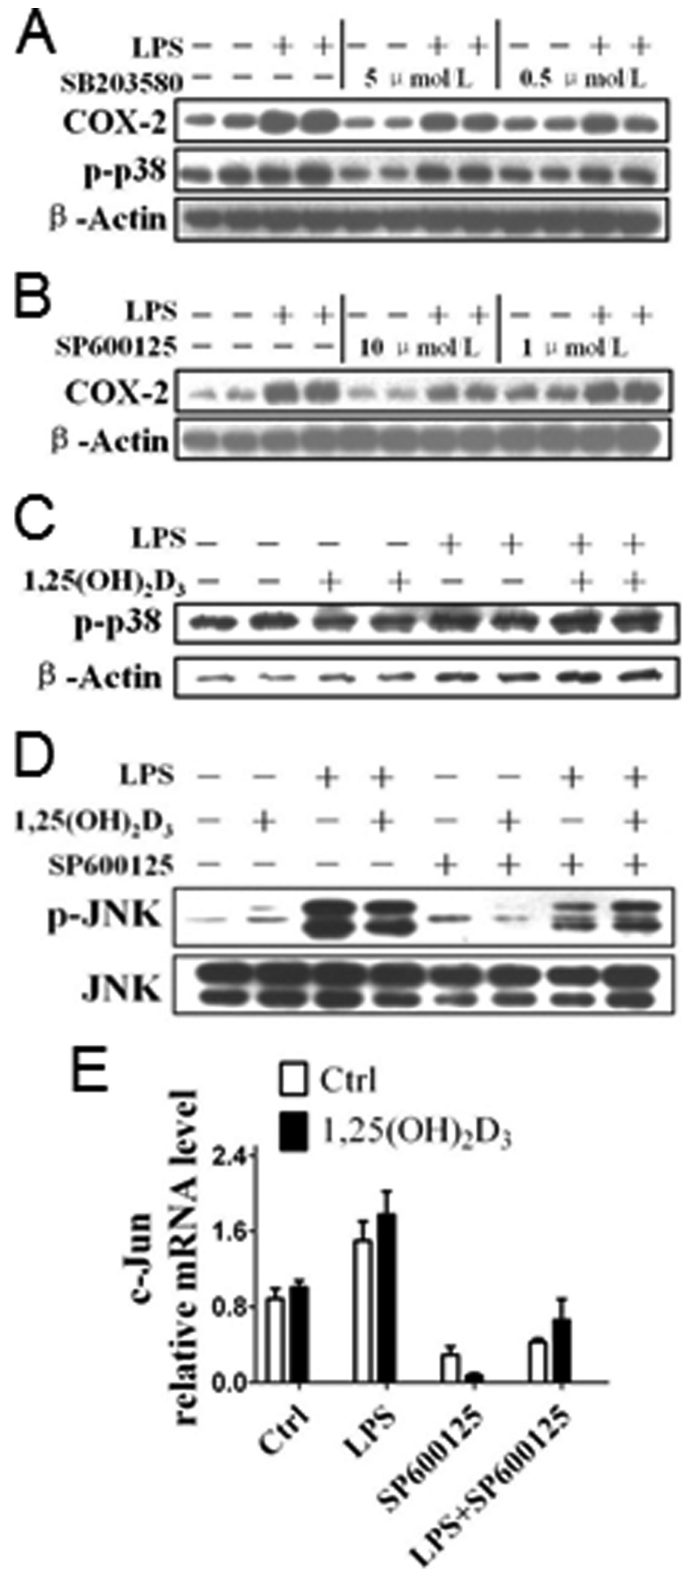 A
LPS − − + + − − + + − − + +
SB203580 − − − − 5 μ mol/L 0.5 μ mol/L
COX-2
p-p38
β -Actin
B
LPS − − + + − − + + − − + +
SP600125 − − − − 10 μ mol/L 1 μ mol/L
COX-2
β -Actin
C
LPS − − − − + + + +
1,25(OH)₂D₃ − − + + − − + +
p-p38
β -Actin
D
LPS − − + + − − + +
1,25(OH)₂D₃ − + − + − + − +
SP600125 − − − − + + + +
p-JNK
JNK
E
Ctrl
1,25(OH)₂D₃
c-Jun
relative mRNA level
2.4
1.6
0.8
0.0
Ctrl
LPS
SP600125
LPS+SP600125